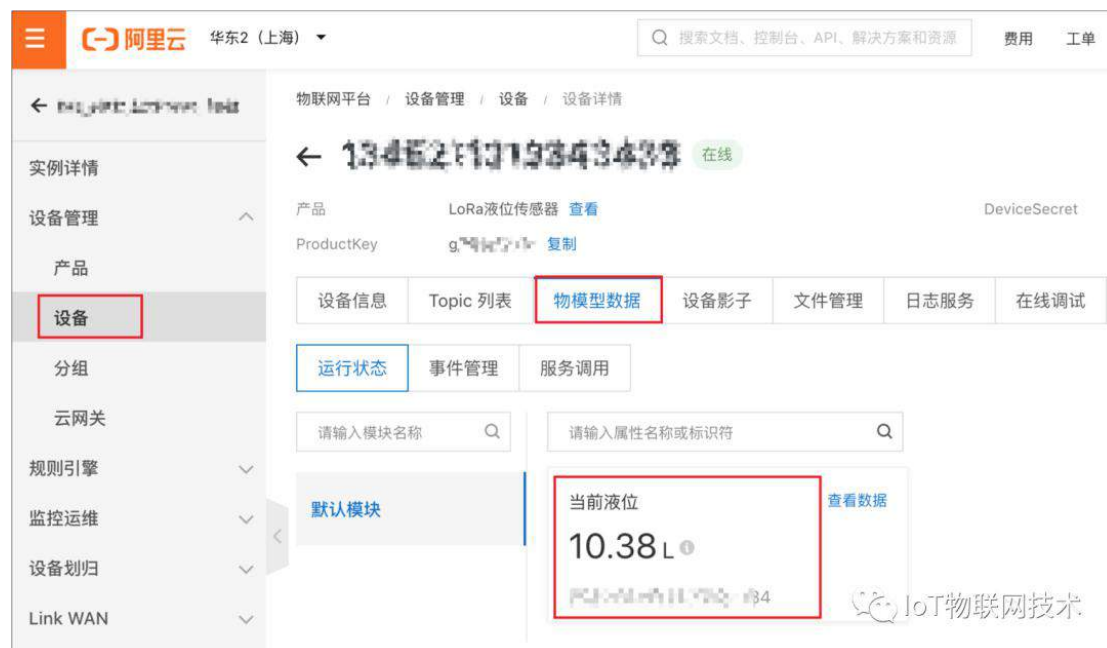 阿里云 华东2（上海） 搜索文档、控制台、API、解决方案和资源 费用 工单
物联网平台 / 设备管理 / 设备 / 设备详情
在线
实例详情
设备管理
产品
设备
分组
云网关
规则引擎
监控运维
设备划归
Link WAN
产品 LoRa液位传感器 查看 DeviceSecret
ProductKey 复制
设备信息 Topic 列表 物模型数据 设备影子 文件管理 日志服务 在线调试
运行状态 事件管理 服务调用
请输入模块名称 请输入属性名称或标识符
默认模块
当前液位 查看数据
10.38 L
IoT物联网技术